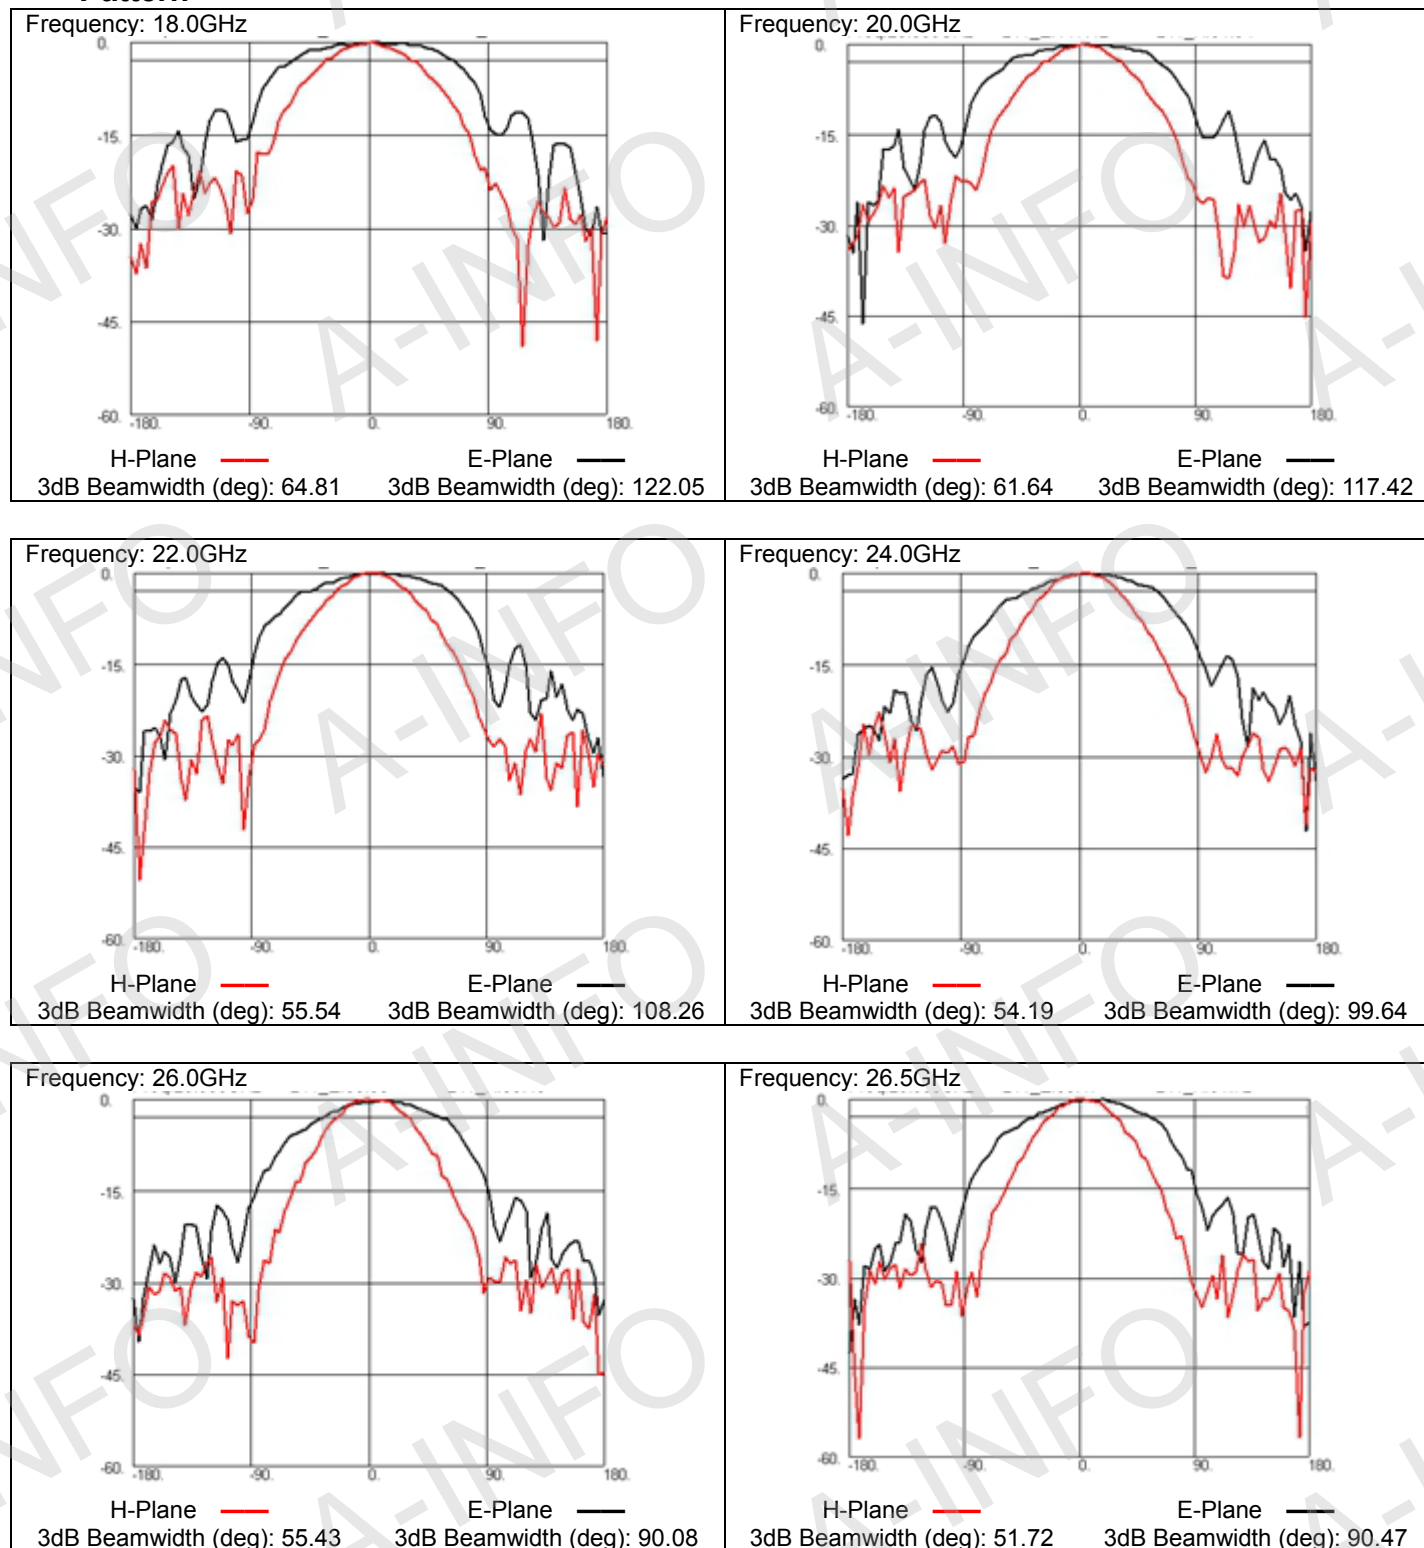 Pattern
Frequency: 18.0GHz
0.
-15.
-30.
-45.
-60.
-180. -90. 0. 90. 180.
H-Plane E-Plane
3dB Beamwidth (deg): 64.81 3dB Beamwidth (deg): 122.05
Frequency: 20.0GHz
0.
-15.
-30.
-45.
-60.
-180. -90. 0. 90. 180.
H-Plane E-Plane
3dB Beamwidth (deg): 61.64 3dB Beamwidth (deg): 117.42
Frequency: 22.0GHz
0.
-15.
-30.
-45.
-60.
-180. -90. 0. 90. 180.
H-Plane E-Plane
3dB Beamwidth (deg): 55.54 3dB Beamwidth (deg): 108.26
Frequency: 24.0GHz
0.
-15.
-30.
-45.
-60.
-180. -90. 0. 90. 180.
H-Plane E-Plane
3dB Beamwidth (deg): 54.19 3dB Beamwidth (deg): 99.64
Frequency: 26.0GHz
0.
-15.
-30.
-45.
-60.
-180. -90. 0. 90. 180.
H-Plane E-Plane
3dB Beamwidth (deg): 55.43 3dB Beamwidth (deg): 90.08
Frequency: 26.5GHz
0.
-15.
-30.
-45.
-60.
-180. -90. 0. 90. 180.
H-Plane E-Plane
3dB Beamwidth (deg): 51.72 3dB Beamwidth (deg): 90.47
A-INFO